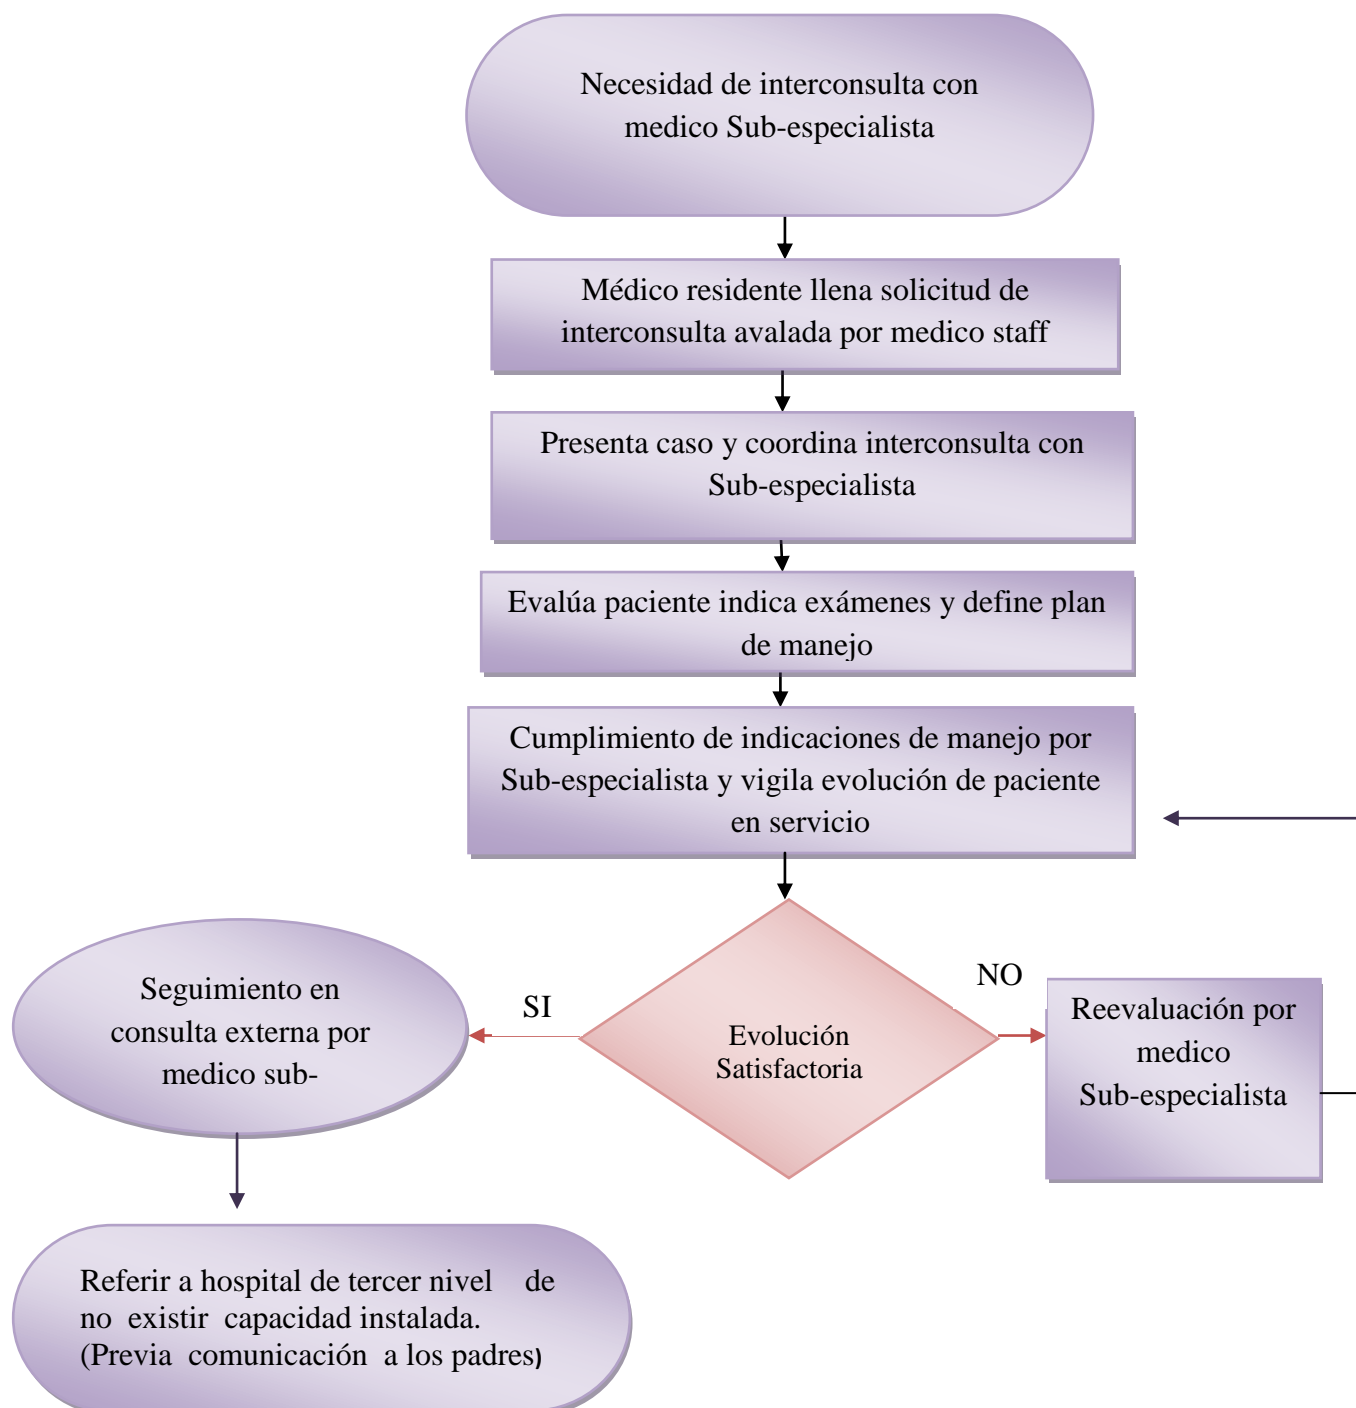 Necesidad de interconsulta con
medico Sub-especialista
Médico residente llena solicitud de
interconsulta avalada por medico staff
Presenta caso y coordina interconsulta con
Sub-especialista
Evalúa paciente indica exámenes y define plan
de manejo
Cumplimiento de indicaciones de manejo por
Sub-especialista y vigila evolución de paciente
en servicio
Seguimiento en
consulta externa por
medico sub-
SI
Evolución
Satisfactoria
NO
Reevaluación por
medico
Sub-especialista
Referir a hospital de tercer nivel de
no existir capacidad instalada.
(Previa comunicación a los padres)